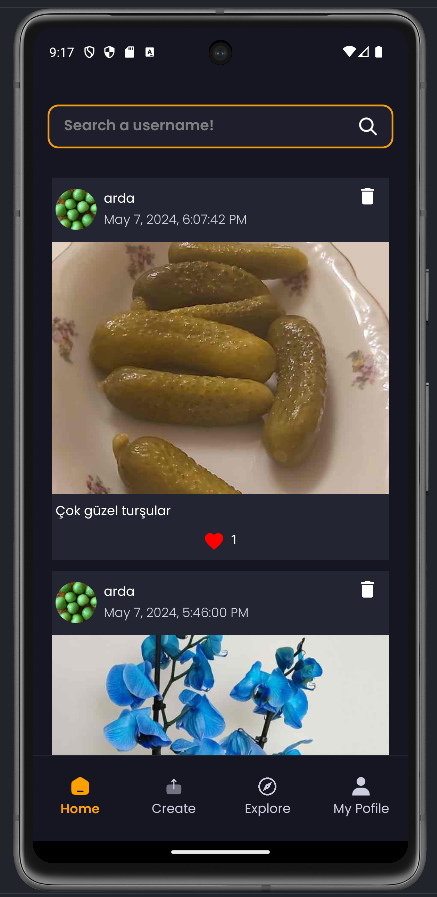 9:17
Search a username!
arda
May 7, 2024, 6:07:42 PM
Çok güzel turşular
1
arda
May 7, 2024, 5:46:00 PM
Home Create Explore My Pofile